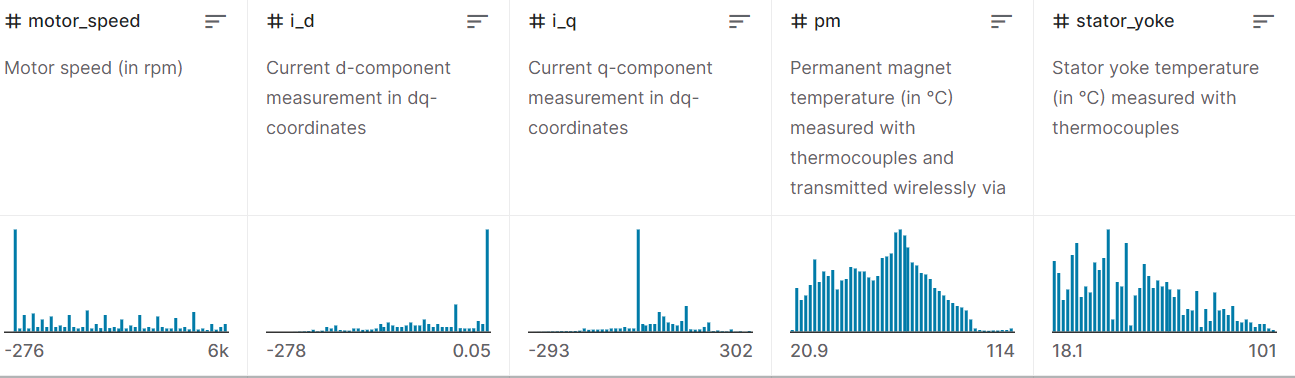 # motor_speed
Motor speed (in rpm)
-276 6k
# i_d
Current d-component
measurement in dq-
coordinates
-278 0.05
# i_q
Current q-component
measurement in dq-
coordinates
-293 302
# pm
Permanent magnet
temperature (in °C)
measured with
thermocouples and
transmitted wirelessly via
20.9 114
# stator_yoke
Stator yoke temperature
(in °C) measured with
thermocouples
18.1 101